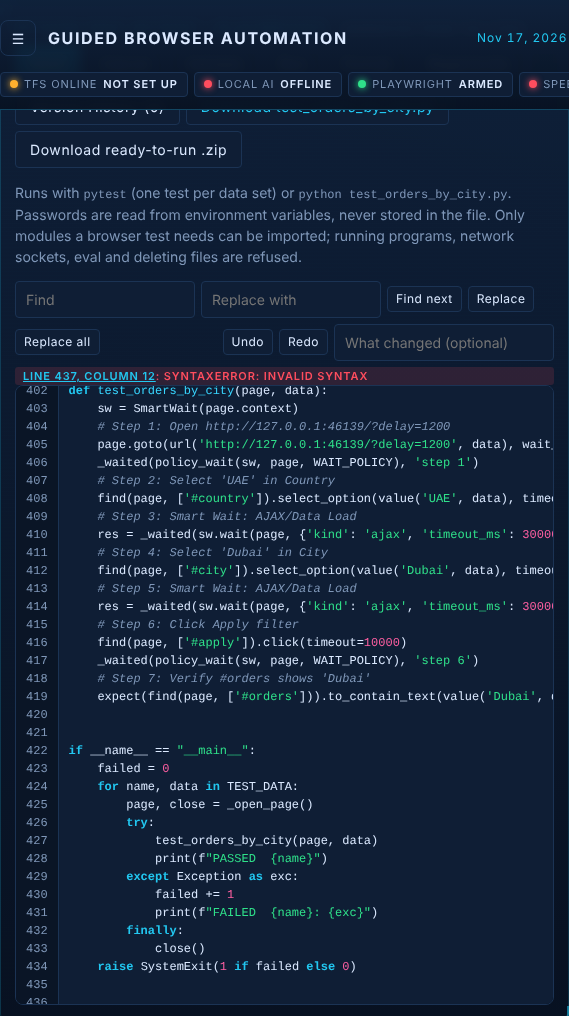 ☰ GUIDED BROWSER AUTOMATION Nov 17, 2026
TFS ONLINE NOT SET UP LOCAL AI OFFLINE PLAYWRIGHT ARMED SPE
Download test_orders_by_city.py
Download ready-to-run .zip
Runs with pytest (one test per data set) or python test_orders_by_city.py.
Passwords are read from environment variables, never stored in the file. Only
modules a browser test needs can be imported; running programs, network
sockets, eval and deleting files are refused.
Find Replace with Find next Replace
Replace all Undo Redo What changed (optional)
LINE 437, COLUMN 12: SYNTAXERROR: INVALID SYNTAX
402 def test_orders_by_city(page, data):
403     sw = SmartWait(page.context)
404     # Step 1: Open http://127.0.0.1:46139/?delay=1200
405     page.goto(url('http://127.0.0.1:46139/?delay=1200', data), wait_
406     _waited(policy_wait(sw, page, WAIT_POLICY), 'step 1')
407     # Step 2: Select 'UAE' in Country
408     find(page, ['#country']).select_option(value('UAE', data), timeo
409     # Step 3: Smart Wait: AJAX/Data Load
410     res = _waited(sw.wait(page, {'kind': 'ajax', 'timeout_ms': 30000
411     # Step 4: Select 'Dubai' in City
412     find(page, ['#city']).select_option(value('Dubai', data), timeou
413     # Step 5: Smart Wait: AJAX/Data Load
414     res = _waited(sw.wait(page, {'kind': 'ajax', 'timeout_ms': 30000
415     # Step 6: Click Apply filter
416     find(page, ['#apply']).click(timeout=10000)
417     _waited(policy_wait(sw, page, WAIT_POLICY), 'step 6')
418     # Step 7: Verify #orders shows 'Dubai'
419     expect(find(page, ['#orders'])).to_contain_text(value('Dubai', d
420
421
422 if __name__ == "__main__":
423     failed = 0
424     for name, data in TEST_DATA:
425         page, close = _open_page()
426         try:
427             test_orders_by_city(page, data)
428             print(f"PASSED  {name}")
429         except Exception as exc:
430             failed += 1
431             print(f"FAILED  {name}: {exc}")
432         finally:
433             close()
434     raise SystemExit(1 if failed else 0)
435
436